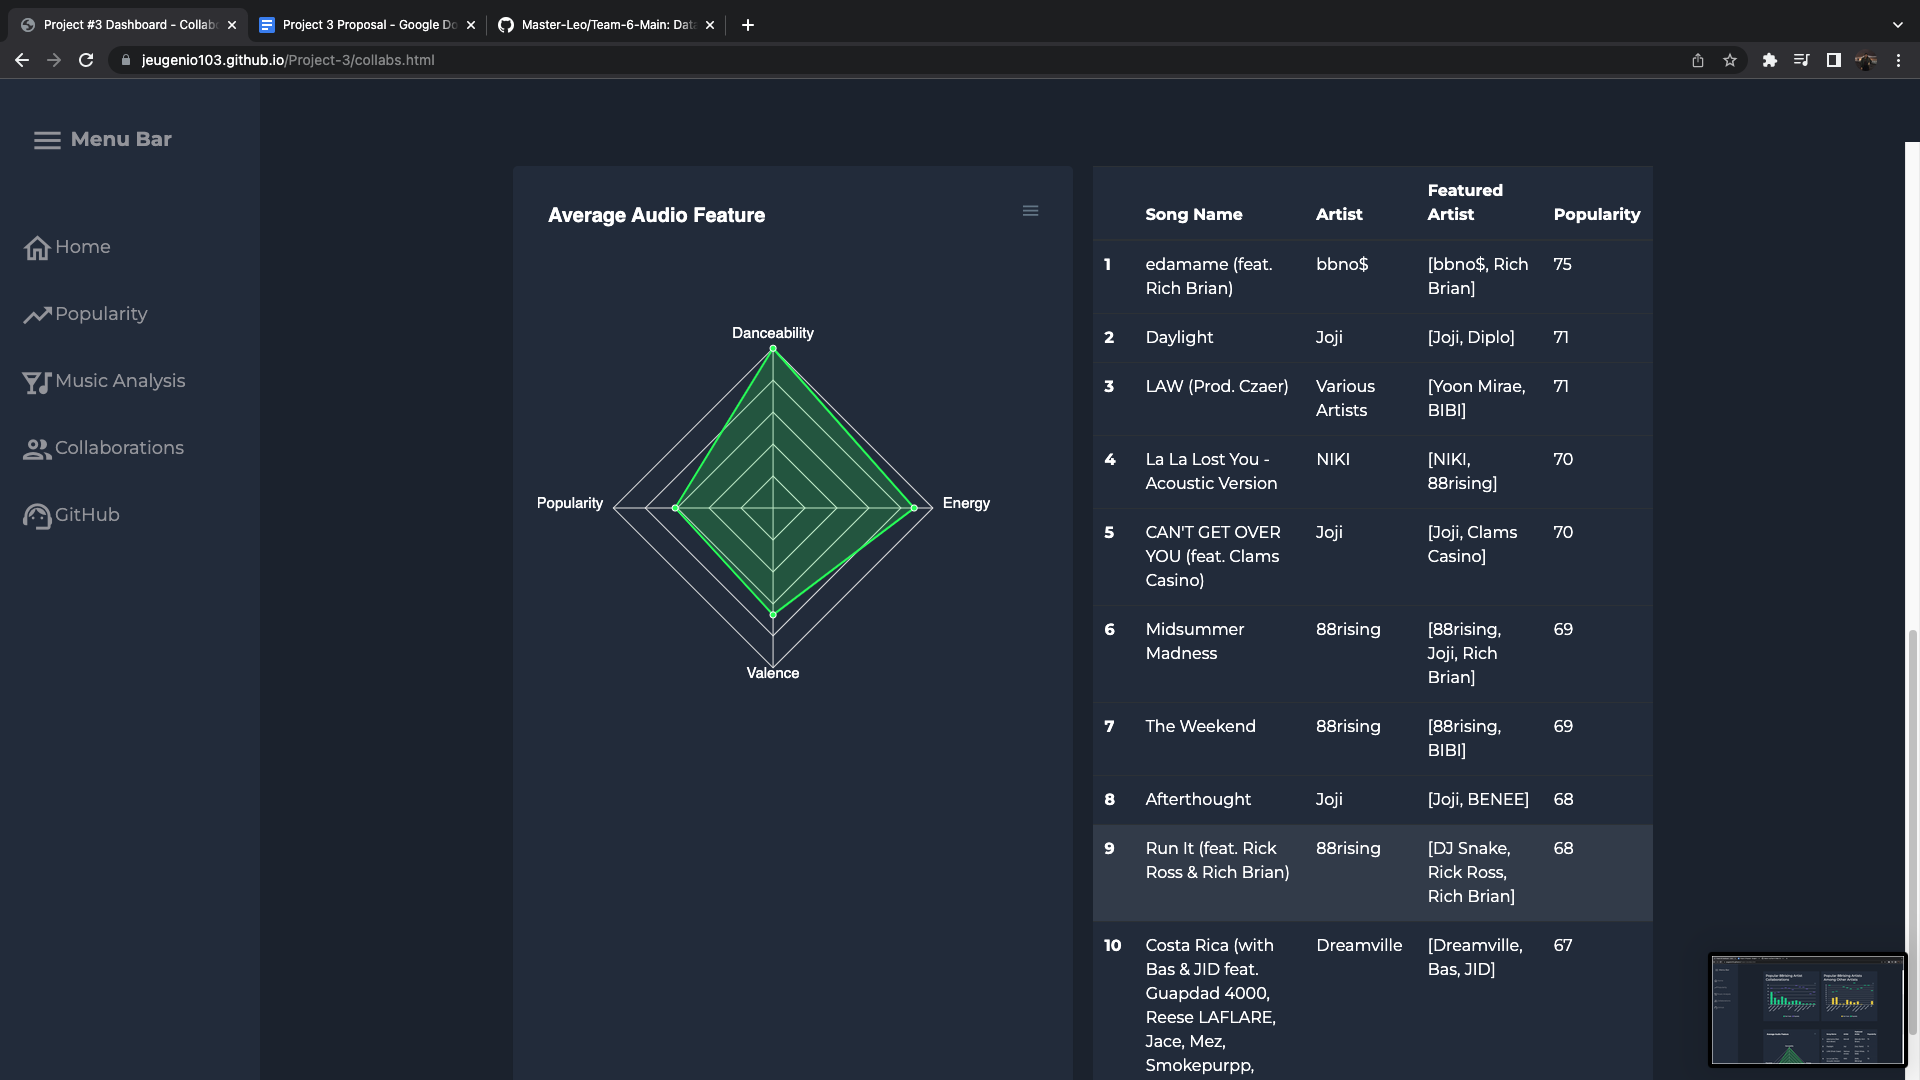 Project #3 Dashboard - Collab
Project 3 Proposal - Google Do
Master-Leo/Team-6-Main: Data
jeugenio103.github.io/Project-3/collabs.html
Menu Bar
Home
Popularity
Music Analysis
Collaborations
GitHub
Average Audio Feature
Danceability
Popularity
Energy
Valence
Song Name Artist Featured Artist Popularity
1 edamame (feat. Rich Brian) bbno$ [bbno$, Rich Brian] 75
2 Daylight Joji [Joji, Diplo] 71
3 LAW (Prod. Czaer) Various Artists [Yoon Mirae, BIBI] 71
4 La La Lost You - Acoustic Version NIKI [NIKI, 88rising] 70
5 CAN'T GET OVER YOU (feat. Clams Casino) Joji [Joji, Clams Casino] 70
6 Midsummer Madness 88rising [88rising, Joji, Rich Brian] 69
7 The Weekend 88rising [88rising, BIBI] 69
8 Afterthought Joji [Joji, BENEE] 68
9 Run It (feat. Rick Ross & Rich Brian) 88rising [DJ Snake, Rick Ross, Rich Brian] 68
10 Costa Rica (with Bas & JID feat. Guapdad 4000, Reese LAFLARE, Jace, Mez, Smokepurpp, Dreamville [Dreamville, Bas, JID] 67